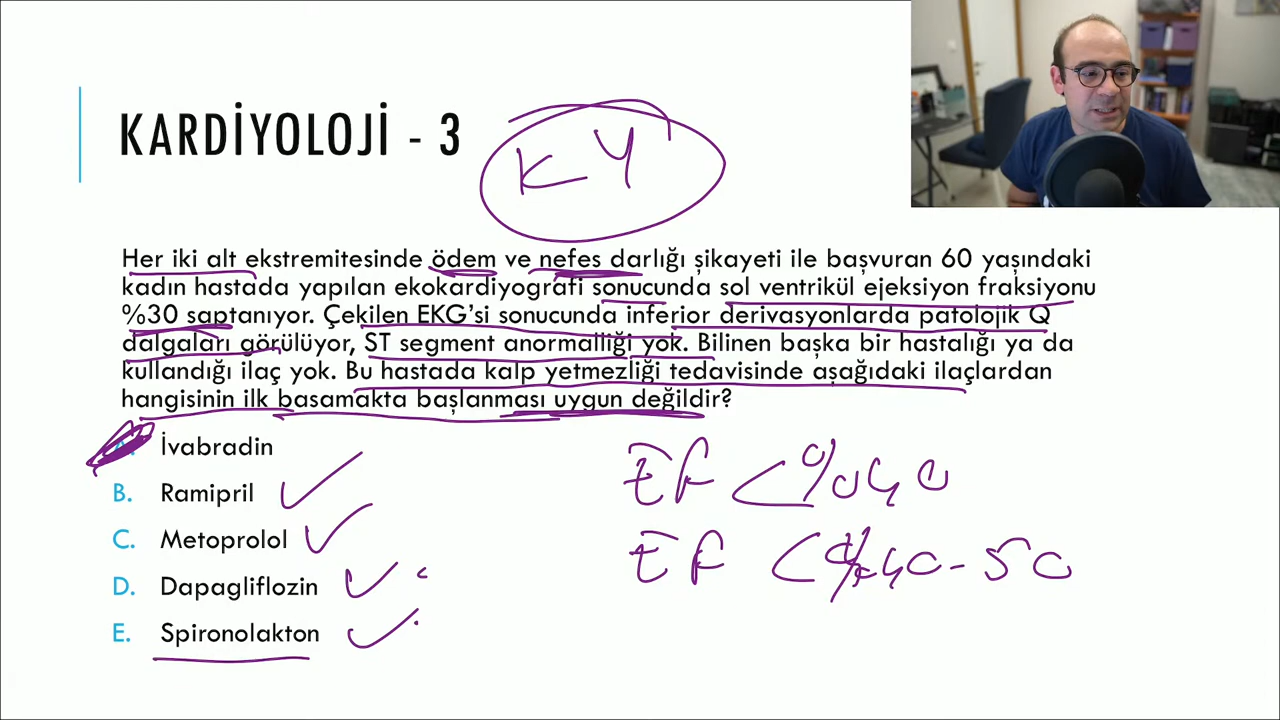 KARDİYOLOJİ - 3
KY
Her iki alt ekstremitesinde ödem ve nefes darlığı şikayeti ile başvuran 60 yaşındaki
kadın hastada yapılan ekokardiyografi sonucunda sol ventrikül ejeksiyon fraksiyonu
%30 saptanıyor. Çekilen EKG’si sonucunda inferior derivasyonlarda patolojik Q
dalgaları görülüyor, ST segment anormalliği yok. Bilinen başka bir hastalığı ya da
kullandığı ilaç yok. Bu hastada kalp yetmezliği tedavisinde aşağıdaki ilaçlardan
hangisinin ilk basamakta başlanması uygun değildir?
İvabradin
B. Ramipril
C. Metoprolol
D. Dapagliflozin
E. Spironolakton
EF < %40
EF < %40-50